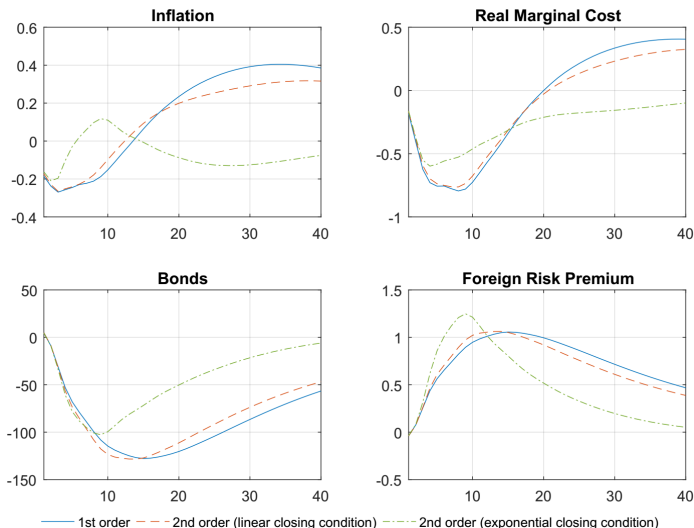 Inflation
0.6
0.4
0.2
0
-0.2
-0.4
10 20 30 40
Real Marginal Cost
0.5
0
-0.5
-1
10 20 30 40
Bonds
50
0
-50
-100
-150
10 20 30 40
Foreign Risk Premium
1.5
1
0.5
0
-0.5
10 20 30 40
1st order 2nd order (linear closing condition) 2nd order (exponential closing condition)